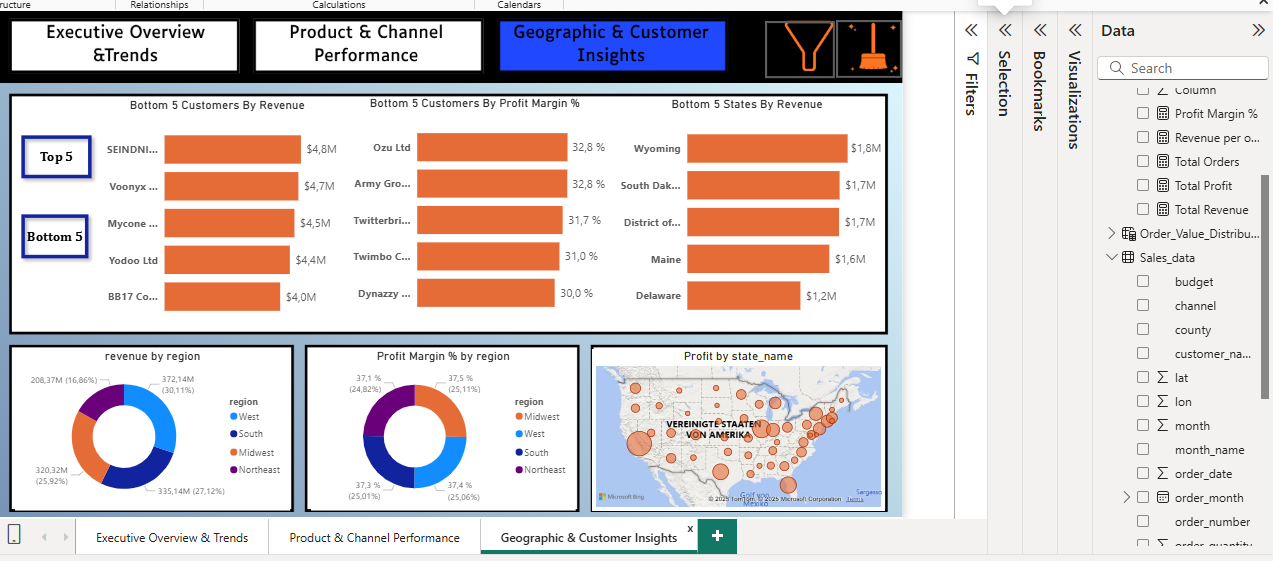 ructure
Relationships
Calculations
Calendars
Executive Overview
&Trends
Product & Channel
Performance
Geographic & Customer
Insights
Bottom 5 Customers By Revenue
Top 5
Bottom 5
SEINDNI...
$4,8M
Voonyx ...
$4,7M
Mycone ...
$4,5M
Yodoo Ltd
$4,4M
BB17 Co...
$4,0M
Bottom 5 Customers By Profit Margin %
Ozu Ltd
32,8 %
Army Gro...
32,8 %
Twitterbri...
31,7 %
Twimbo C...
31,0 %
Dynazzy ...
30,0 %
Bottom 5 States By Revenue
Wyoming
$1,8M
South Dak...
$1,7M
District of...
$1,7M
Maine
$1,6M
Delaware
$1,2M
revenue by region
208,37M (16,86%)
372,14M
(30,11%)
320,32M
(25,92%)
335,14M (27,12%)
region
West
South
Midwest
Northeast
Profit Margin % by region
37,1 %
(24,82%)
37,5 %
(25,11%)
37,3 %
(25,01%)
37,4 %
(25,06%)
region
Midwest
West
South
Northeast
Profit by state_name
VEREINIGTE STAATEN
VON AMERIKA
Golf von
Mexiko
Sargasso
Microsoft Bing
© 2025 TomTom, © 2025 Microsoft Corporation
Terms
Executive Overview & Trends
Product & Channel Performance
Geographic & Customer Insights
x
+
Filters
Selection
Bookmarks
Visualizations
Data
Search
Column
Profit Margin %
Revenue per o...
Total Orders
Total Profit
Total Revenue
Order_Value_Distribu...
Sales_data
budget
channel
county
customer_na...
lat
lon
month
month_name
order_date
order_month
order_number
order_quantity